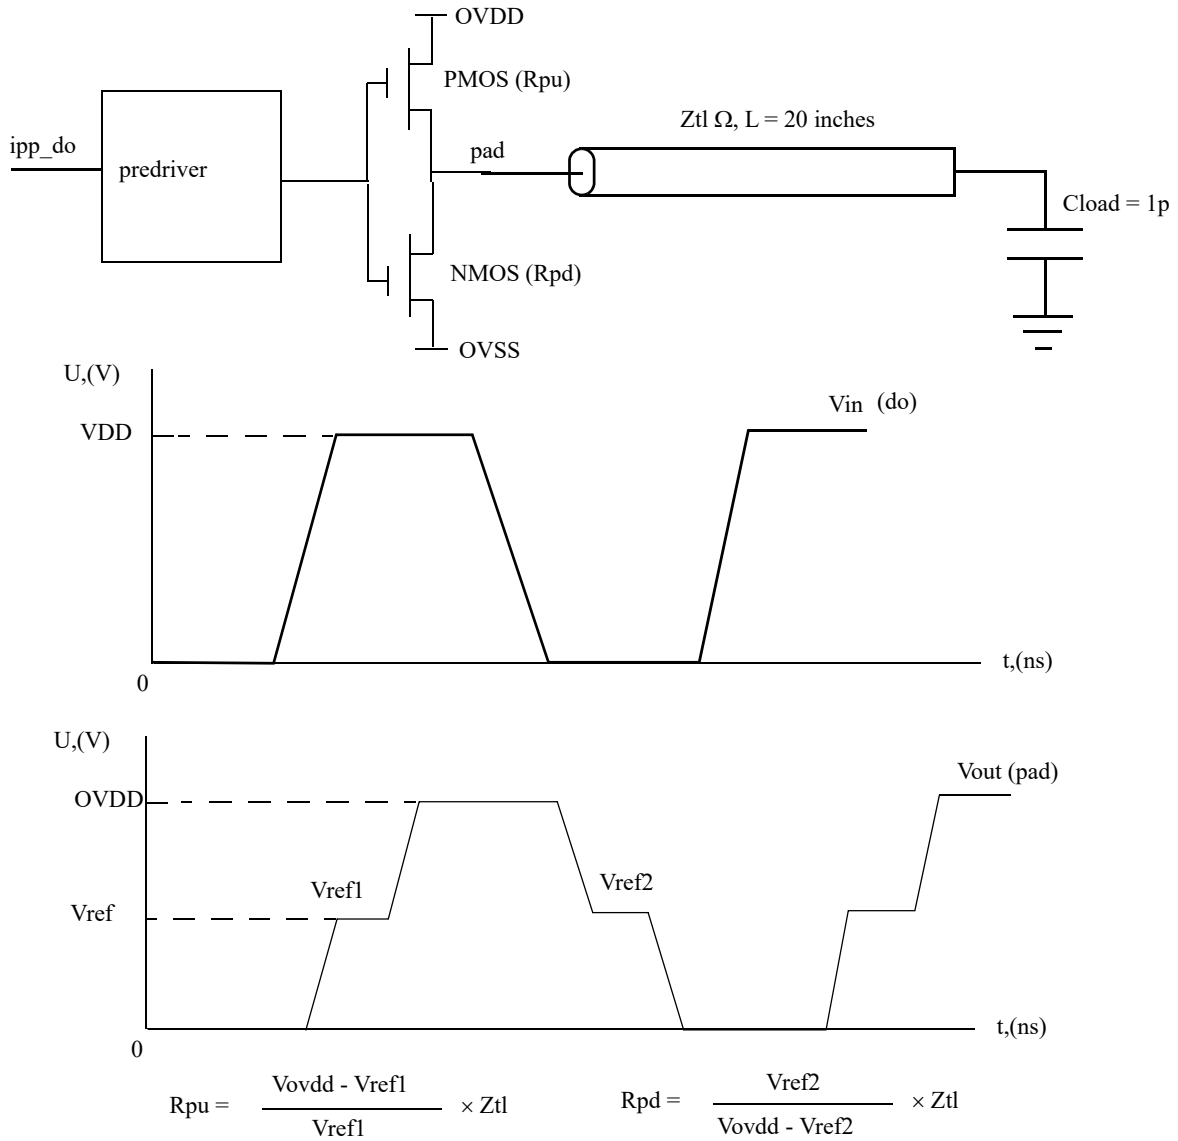 OVDD
PMOS (Rpu)
ipp_do
predriver
pad
Ztl Ω, L = 20 inches
Cload = 1p
NMOS (Rpd)
OVSS
U,(V)
VDD
Vin (do)
t,(ns)
0
U,(V)
OVDD
Vout (pad)
Vref1
Vref2
Vref
t,(ns)
0
Rpu = Vovdd - Vref1 × Ztl
Vref1
Rpd = Vref2 × Ztl
Vovdd - Vref2